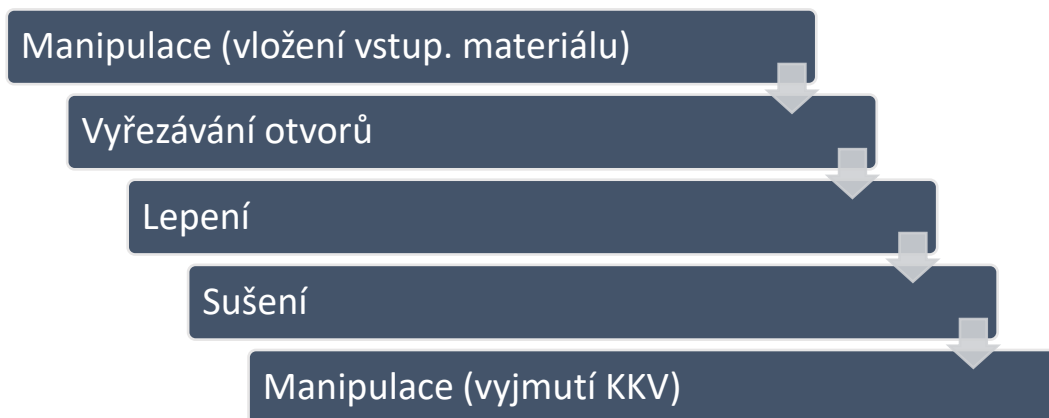 Manipulace (vložení vstup. materiálu)
Vyřezávání otvorů
Lepení
Sušení
Manipulace (vyjmutí KKV)